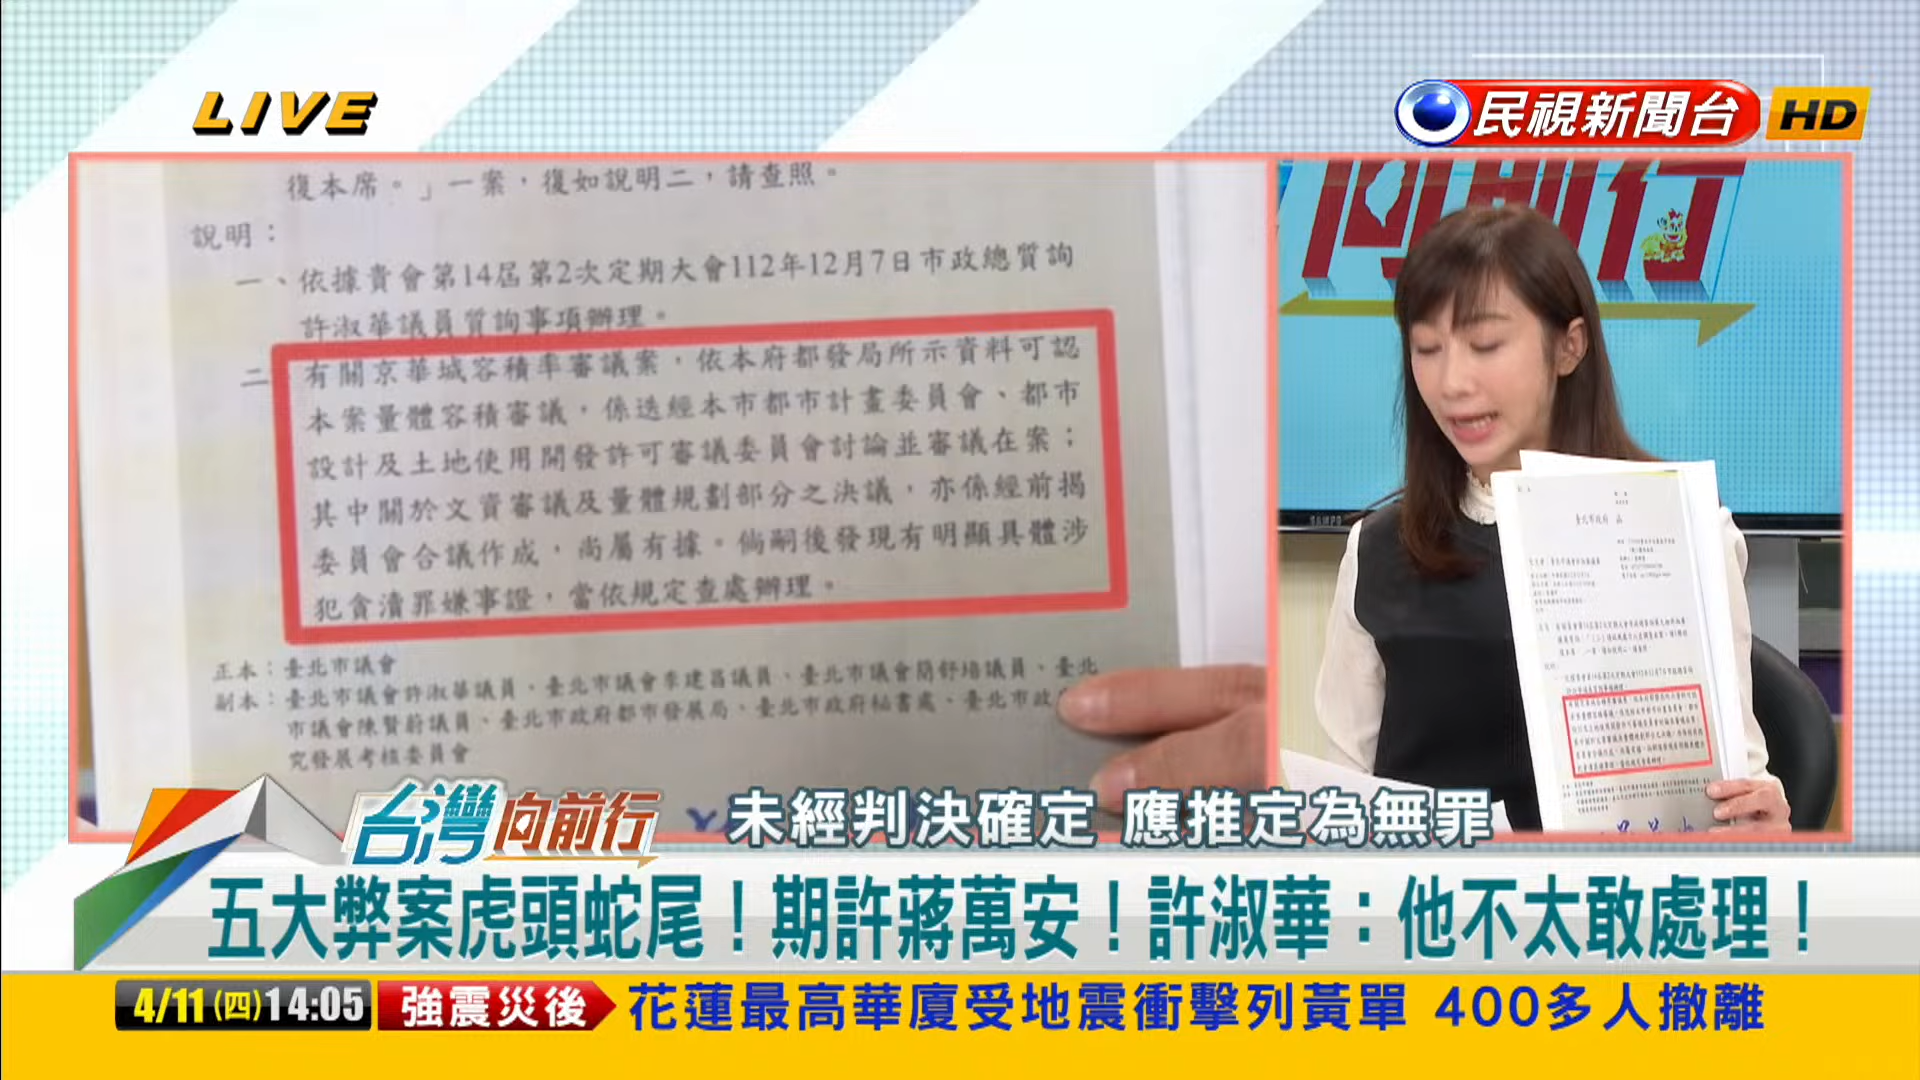 LIVE
民視新聞台
HD
復本席。」一案,復如說明二,請查照。
說明:
一、依據貴會第14屆第2次定期大會112年12月7日市政總質詢
許淑華議員質詢事項辦理。
二、有關京華城容積率審議案,依本府都發局所示資料可認
本案量體容積審議,係迭經本市都市計畫委員會、都市
設計及土地使用開發許可審議委員會討論並審議在案;
其中關於文資審議及量體規劃部分之決議,亦係經前揭
委員會合議作成,尚屬有據。倘嗣後發現有明顯具體涉
犯貪瀆罪嫌事證,當依規定查處辦理。
正本:臺北市議會
副本:臺北市議會許淑華議員、臺北市議會李建昌議員、臺北市議會簡舒培議員、臺北
市議會陳賢蔚議員、臺北市政府都市發展局、臺北市政府秘書處、臺北市政
究發展考核委員會
向前行
SAMPO
臺北市政府 函
台灣向前行
未經判決確定 應推定為無罪
五大弊案虎頭蛇尾!期許蔣萬安!許淑華:他不太敢處理!
4/11(四)14:05
強震災後
花蓮最高華廈受地震衝擊列黃單 400多人撤離